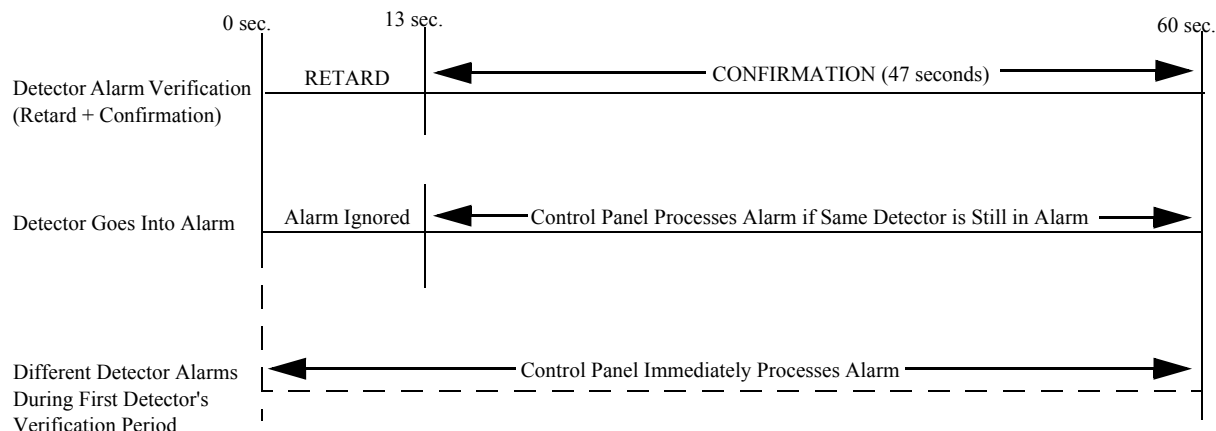 0 sec.
13 sec.
60 sec.
Detector Alarm Verification
(Retard + Confirmation)
RETARD
CONFIRMATION (47 seconds)
Detector Goes Into Alarm
Alarm Ignored
Control Panel Processes Alarm if Same Detector is Still in Alarm
Different Detector Alarms
During First Detector's
Verification Period
Control Panel Immediately Processes Alarm